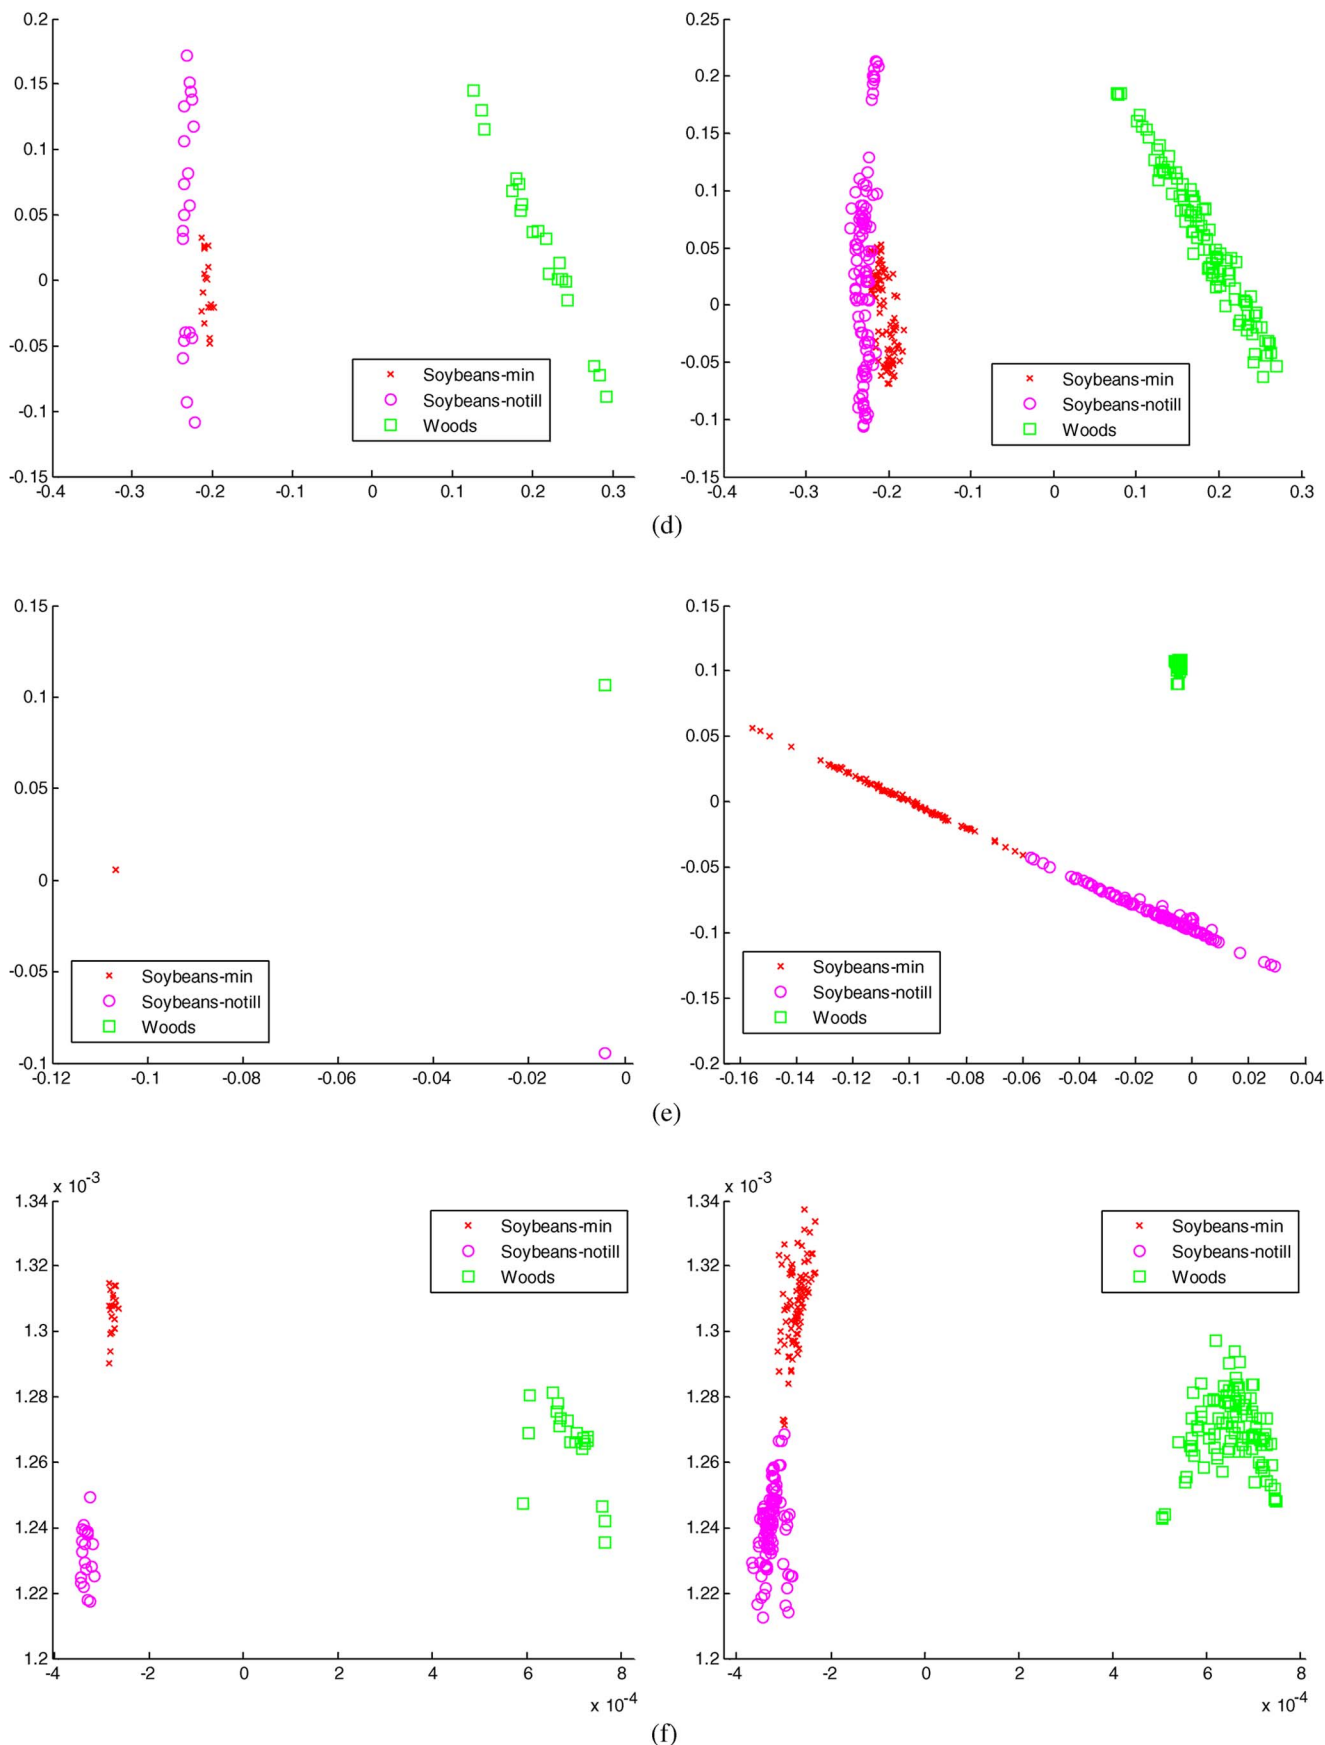 0.2
0.15
0.1
0.05
0
-0.05
-0.1
-0.15
-0.4 -0.3 -0.2 -0.1 0 0.1 0.2 0.3
Soybeans-min
Soybeans-notill
Woods
0.25
0.2
0.15
0.1
0.05
0
-0.05
-0.1
-0.15
-0.4 -0.3 -0.2 -0.1 0 0.1 0.2 0.3
Soybeans-min
Soybeans-notill
Woods
(d)
0.15
0.1
0.05
0
-0.05
-0.1
-0.12 -0.1 -0.08 -0.06 -0.04 -0.02 0
Soybeans-min
Soybeans-notill
Woods
0.15
0.1
0.05
0
-0.05
-0.1
-0.15
-0.2
-0.16 -0.14 -0.12 -0.1 -0.08 -0.06 -0.04 -0.02 0 0.02 0.04
Soybeans-min
Soybeans-notill
Woods
(e)
x 10-3
1.34
1.32
1.3
1.28
1.26
1.24
1.22
1.2
-4 -2 0 2 4 6 8
x 10-4
Soybeans-min
Soybeans-notill
Woods
x 10-3
1.34
1.32
1.3
1.28
1.26
1.24
1.22
1.2
-4 -2 0 2 4 6 8
x 10-4
Soybeans-min
Soybeans-notill
Woods
(f)